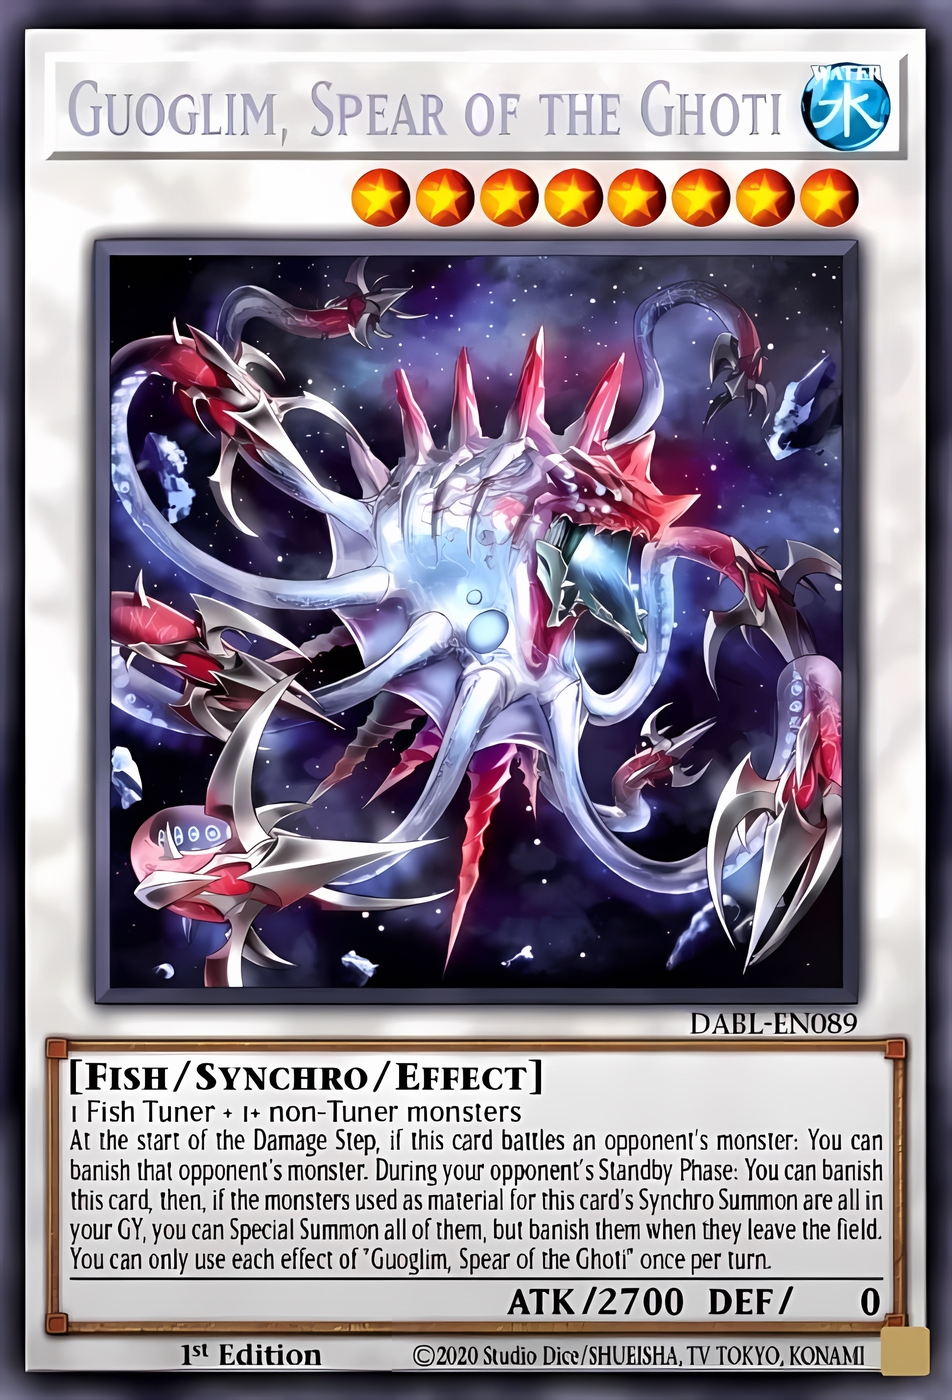 Guoglim, Spear of the Ghoti
WATER
水
DABL-EN089
[Fish/Synchro/Effect]
1 Fish Tuner + 1+ non-Tuner monsters
At the start of the Damage Step, if this card battles an opponent's monster: You can
banish that opponent's monster. During your opponent's Standby Phase: You can banish
this card, then, if the monsters used as material for this card's Synchro Summon are all in
your GY, you can Special Summon all of them, but banish them when they leave the field.
You can only use each effect of "Guoglim, Spear of the Ghoti" once per turn.
ATK/2700 DEF/ 0
1st Edition ©2020 Studio Dice/SHUEISHA, TV TOKYO, KONAMI